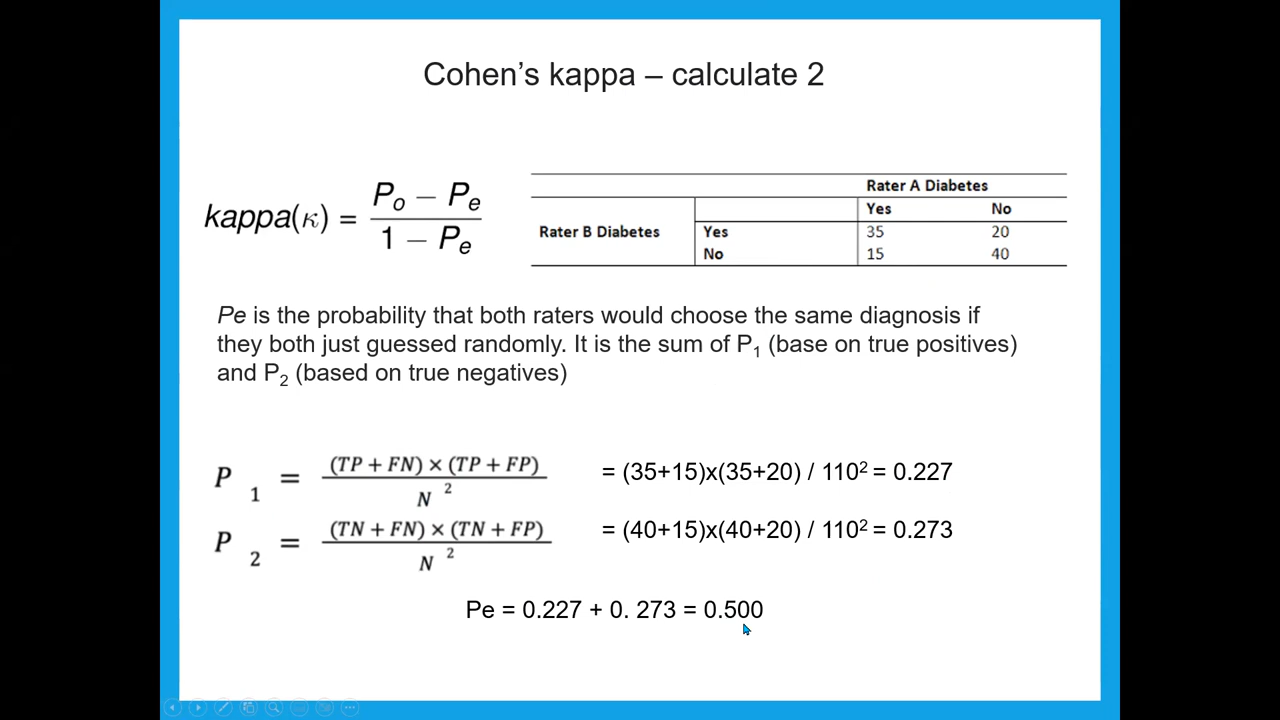 Cohen’s kappa – calculate 2
kappa(κ) = Po − Pe / 1 − Pe
Rater A Diabetes
Yes No
Rater B Diabetes Yes 35 20
No 15 40
Pe is the probability that both raters would choose the same diagnosis if
they both just guessed randomly. It is the sum of P1 (base on true positives)
and P2 (based on true negatives)
P 1 = (TP + FN) × (TP + FP) / N 2 = (35+15)x(35+20) / 110² = 0.227
P 2 = (TN + FN) × (TN + FP) / N 2 = (40+15)x(40+20) / 110² = 0.273
Pe = 0.227 + 0. 273 = 0.500